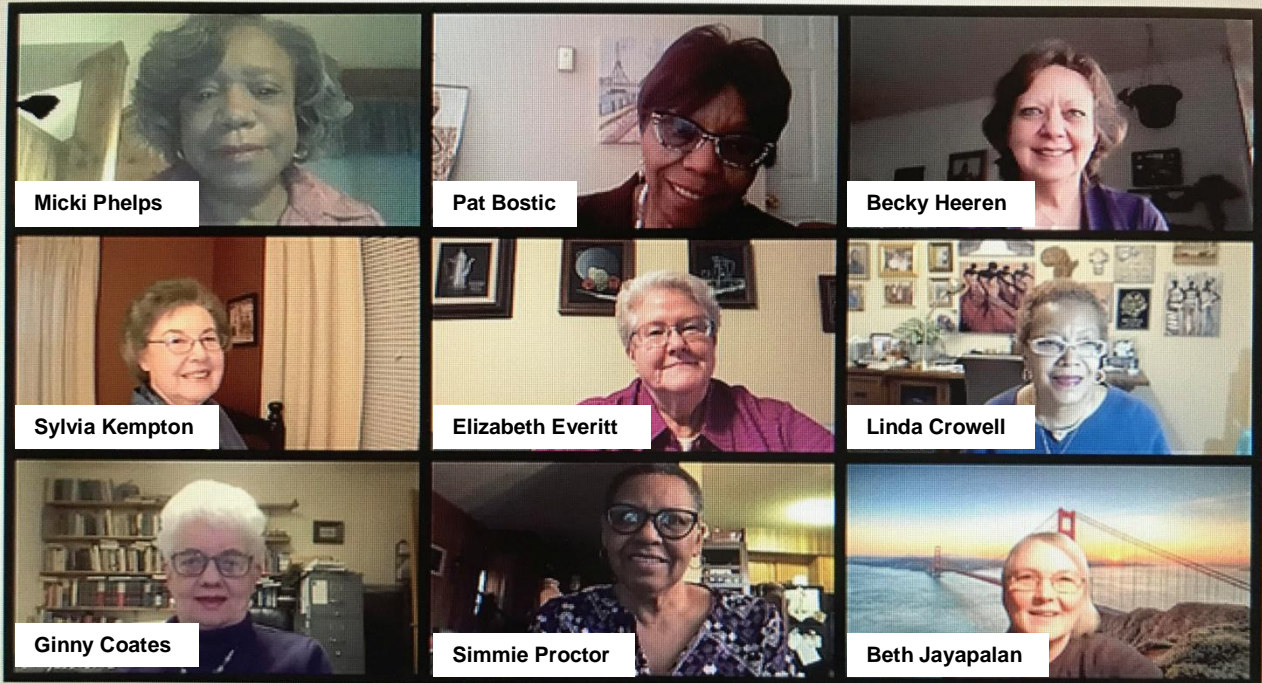 Micki Phelps
Pat Bostic
Becky Heeren
Sylvia Kempton
Elizabeth Everitt
Linda Crowell
Ginny Coates
Simmie Proctor
Beth Jayapalan